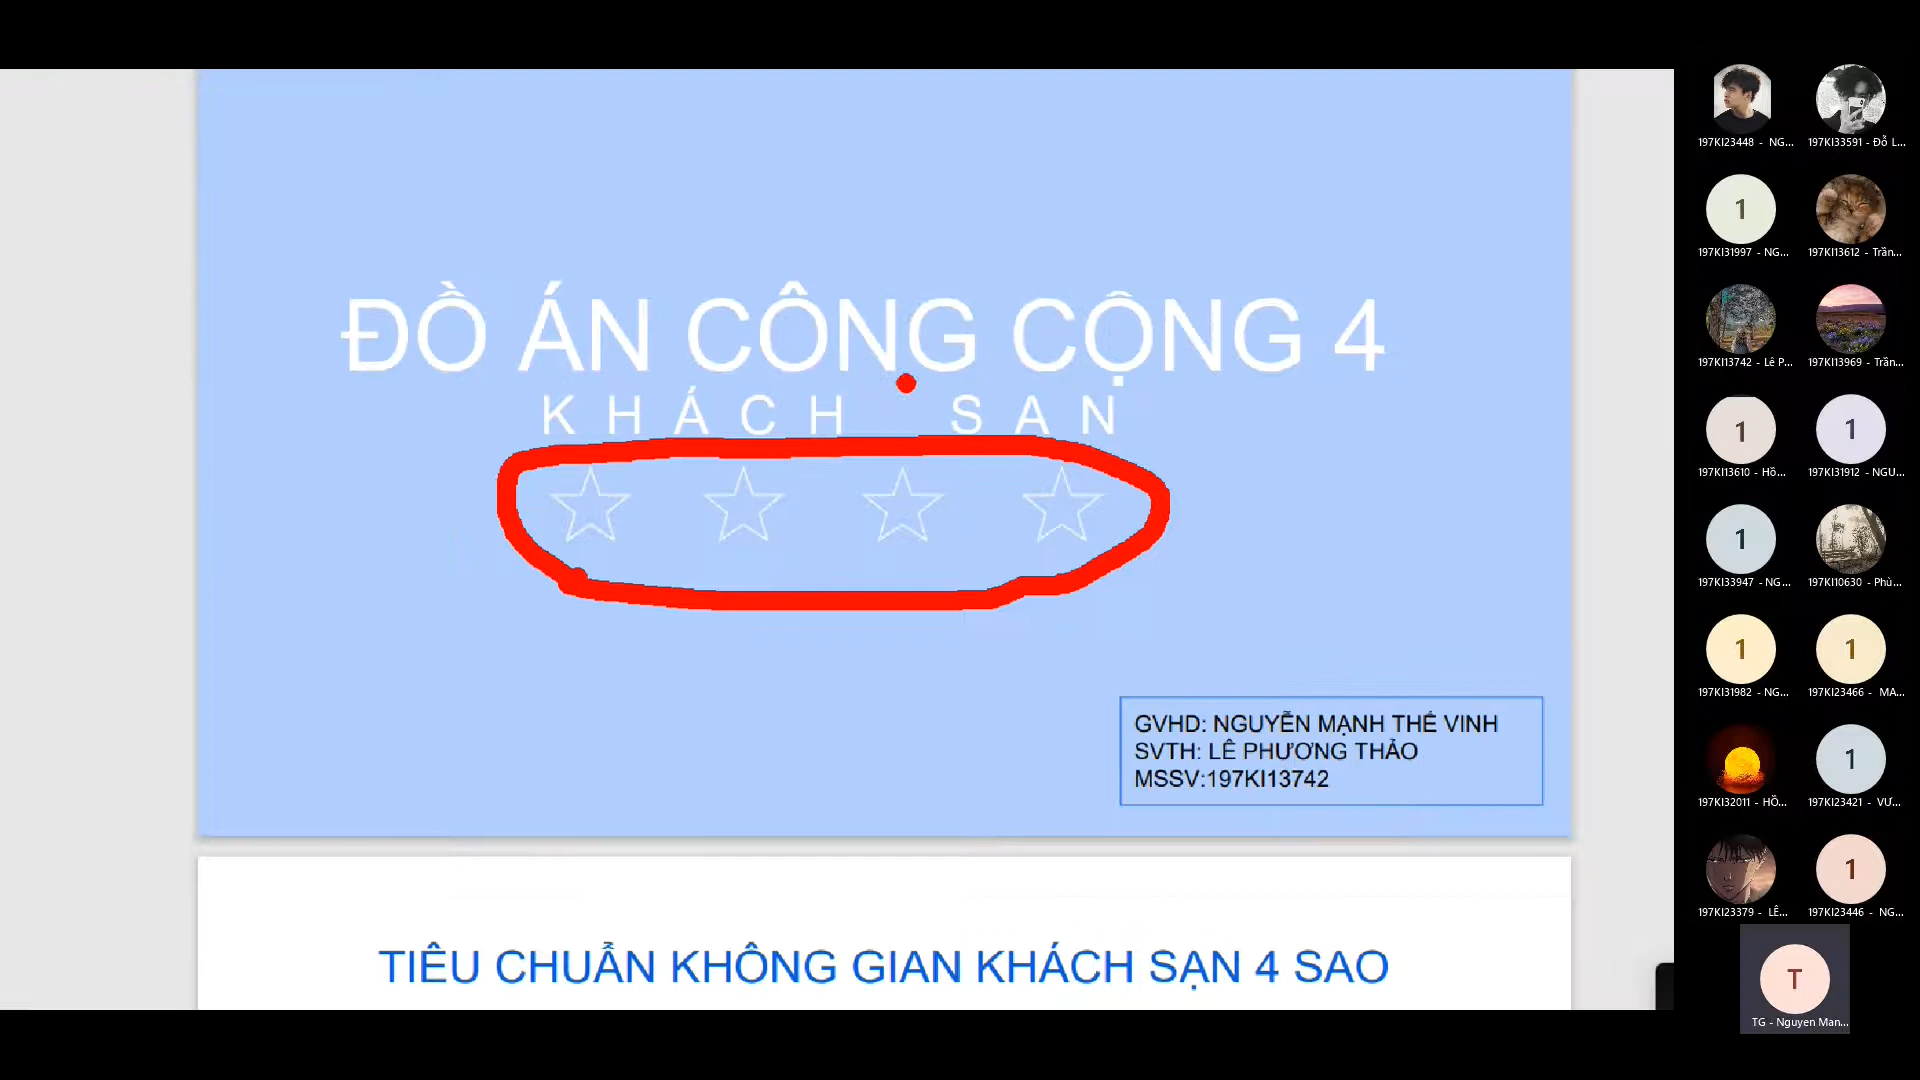 ĐỒ ÁN CÔNG CỘNG 4
KHÁCH SAN
GVHD: NGUYỄN MẠNH THẾ VINH
SVTH: LÊ PHƯƠNG THẢO
MSSV:197KI13742
TIÊU CHUẨN KHÔNG GIAN KHÁCH SẠN 4 SAO
197KI23448 - NG...
197KI33591 - Đỗ L...
1
197KI31997 - NG...
197KI13612 - Trần...
197KI13742 - Lê P...
197KI13969 - Trần...
1
197KI13610 - Hồ...
1
197KI31912 - NGU...
1
197KI33947 - NG...
197KI10630 - Phù...
1
197KI31982 - NG...
1
197KI23466 - MA...
197KI32011 - HỒ...
1
197KI23421 - VƯ...
197KI23379 - LÊ...
1
197KI23446 - NG...
T
TG - Nguyen Man...